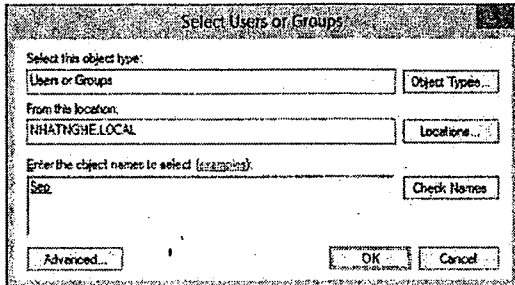 Select Users or Groups
Select this object type:
Users or Groups
Object Types...
From this location:
NHATNGHE.LOCAL
Locations...
Enter the object names to select (examples):
Sep
Check Names
Advanced...
OK
Cancel